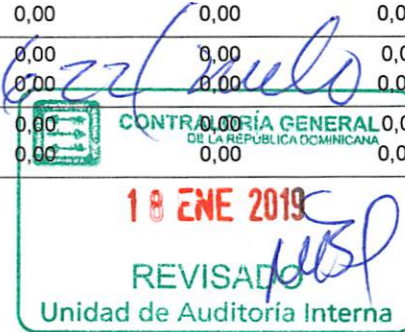 0,00 0,00 0,0
0,00 0,00 0,0
0,00 0,0
0,00 0,00 0,0
CONTRALORÍA GENERAL
DE LA REPÚBLICA DOMINICANA
0,00 0,00 0,0
18 ENE 2019
REVISADO
Unidad de Auditoría Interna